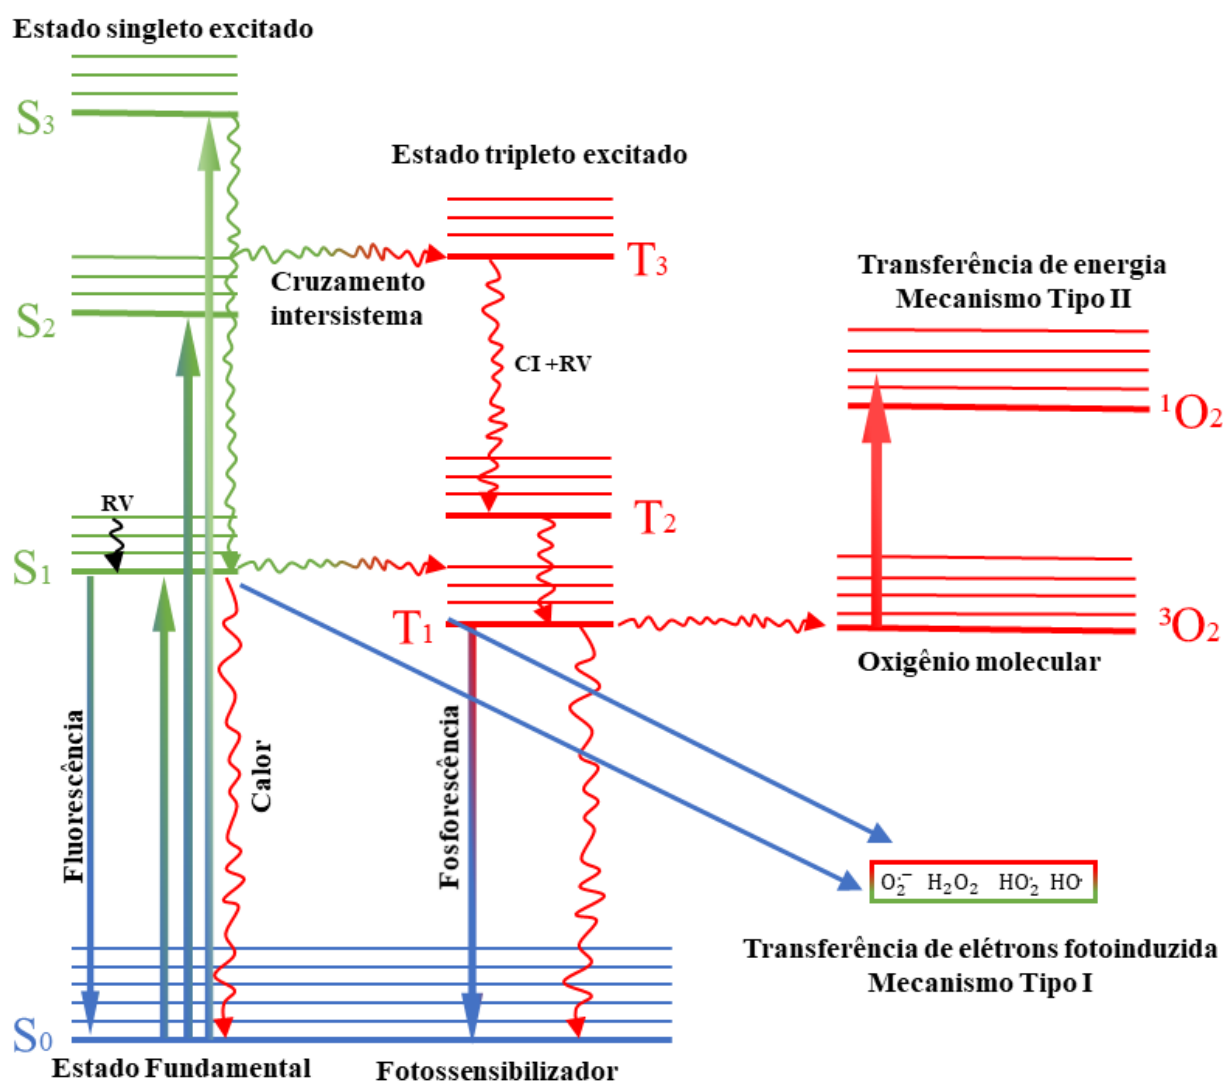 Estado singleto excitado
S3
Estado tripleto excitado
T3
Cruzamento
intersistema
S2
Transferência de energia
Mecanismo Tipo II
CI +RV
¹O₂
RV
T2
S1
T1
³O₂
Oxigênio molecular
Fluorescência
Calor
Fosforescência
O₂˙⁻ H₂O₂ HO₂˙ HO˙
Transferência de elétrons fotoinduzida
Mecanismo Tipo I
S0
Estado Fundamental
Fotossensibilizador